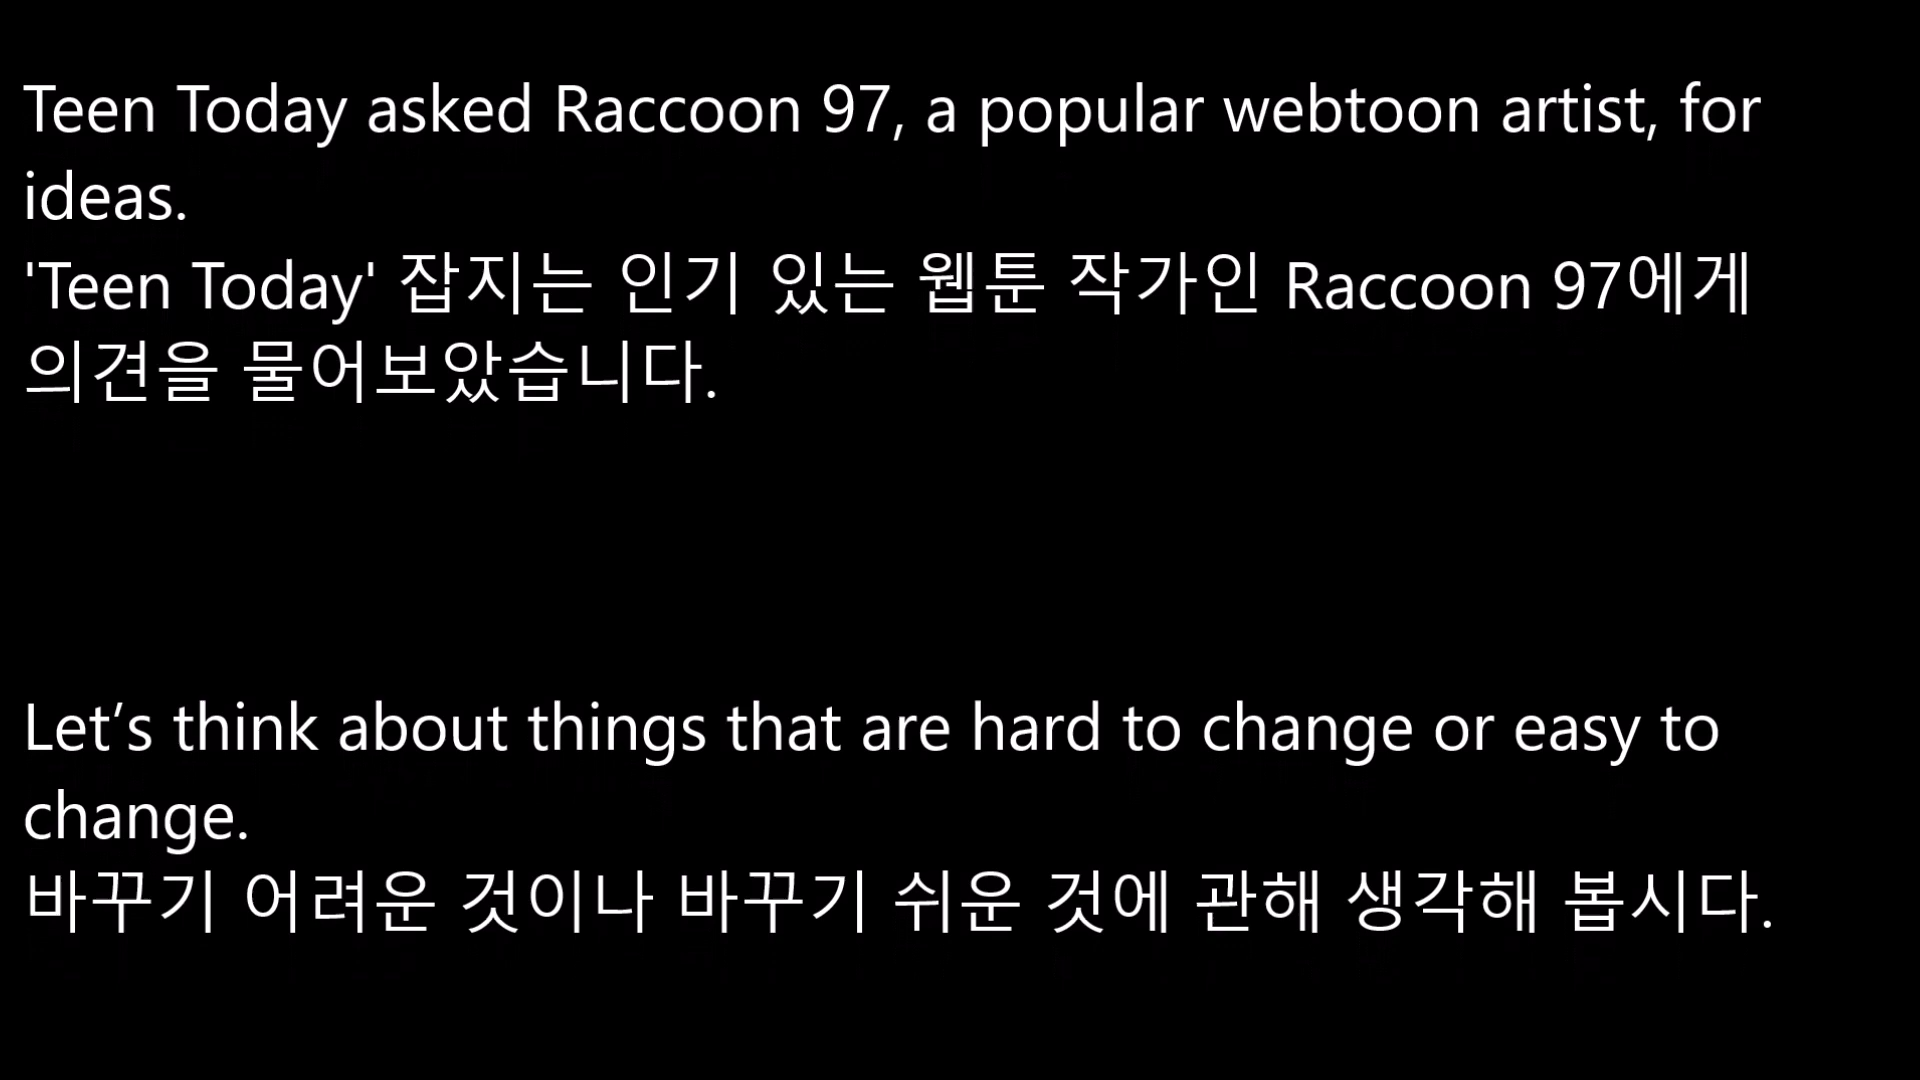 Teen Today asked Raccoon 97, a popular webtoon artist, for
ideas.
'Teen Today' 잡지는 인기 있는 웹툰 작가인 Raccoon 97에게
의견을 물어보았습니다.
Let’s think about things that are hard to change or easy to
change.
바꾸기 어려운 것이나 바꾸기 쉬운 것에 관해 생각해 봅시다.